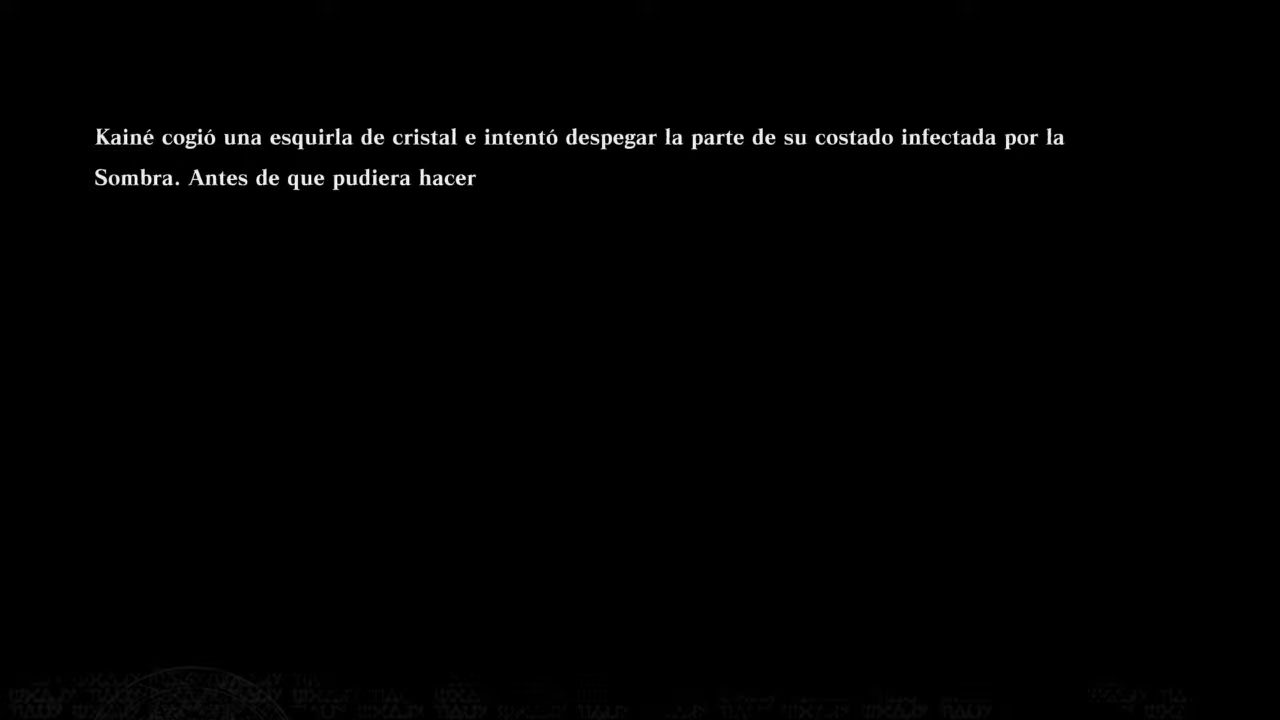 Kainé cogió una esquirla de cristal e intentó despegar la parte de su costado infectada por la
Sombra. Antes de que pudiera hacer